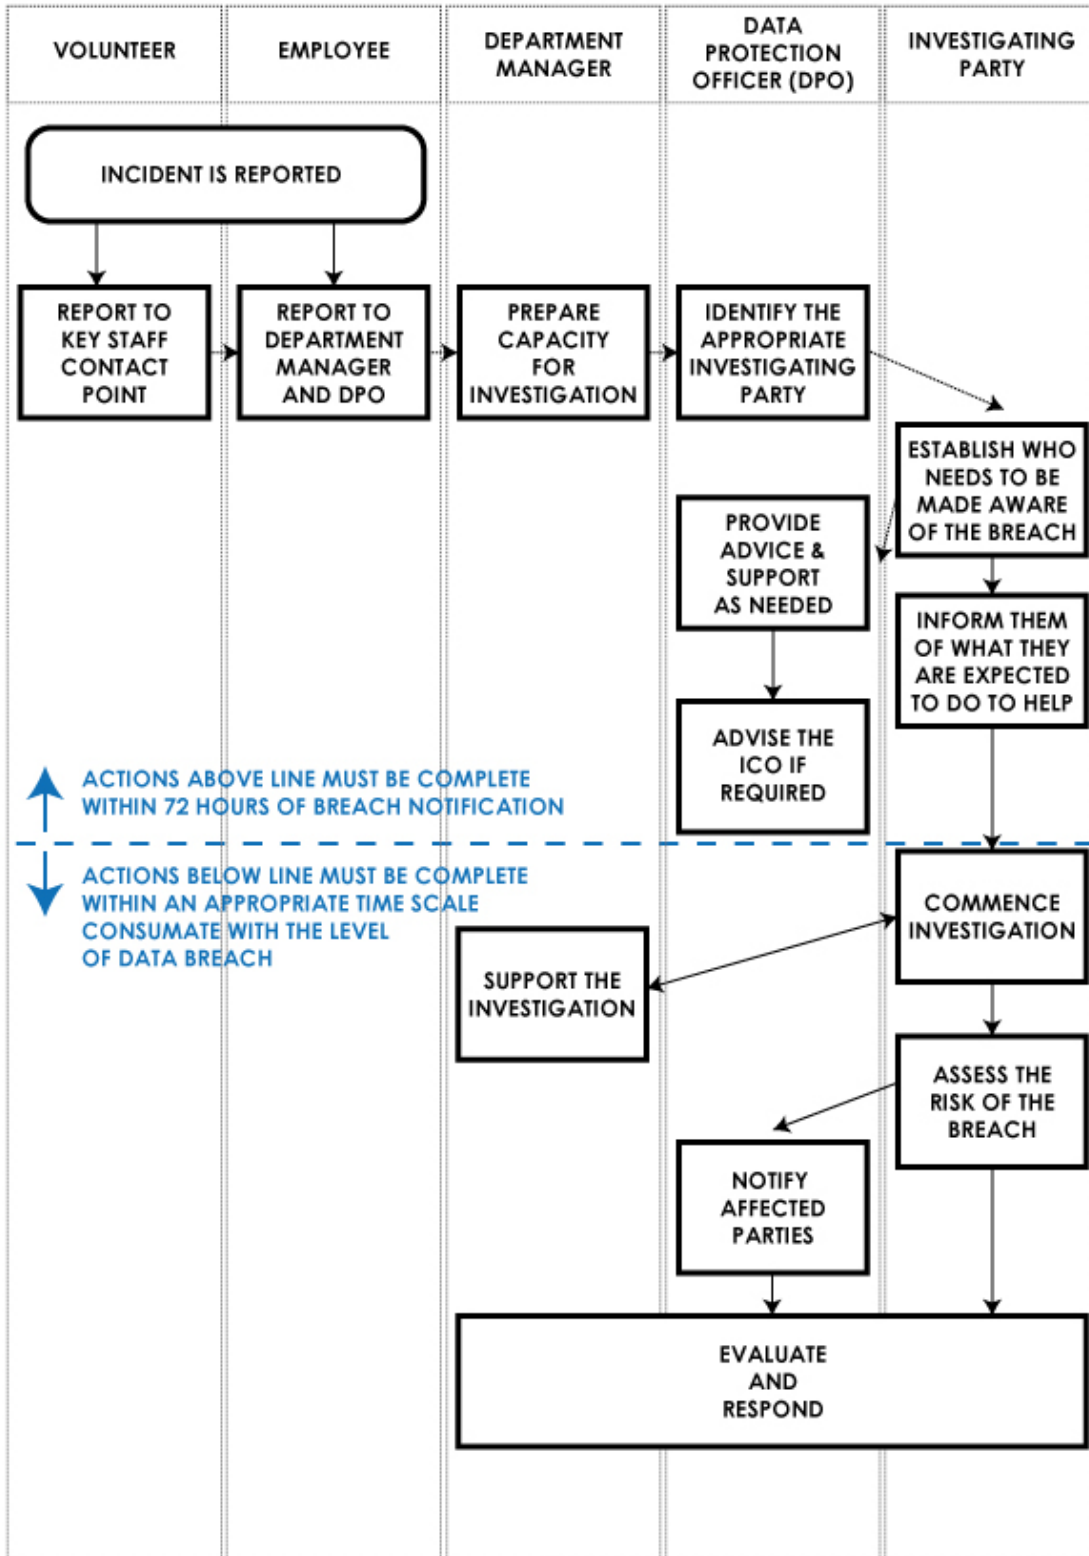 VOLUNTEER
EMPLOYEE
DEPARTMENT
MANAGER
DATA
PROTECTION
OFFICER (DPO)
INVESTIGATING
PARTY
INCIDENT IS REPORTED
REPORT TO
KEY STAFF
CONTACT
POINT
REPORT TO
DEPARTMENT
MANAGER
AND DPO
PREPARE
CAPACITY
FOR
INVESTIGATION
IDENTIFY THE
APPROPRIATE
INVESTIGATING
PARTY
ESTABLISH WHO
NEEDS TO BE
MADE AWARE
OF THE BREACH
PROVIDE
ADVICE &
SUPPORT
AS NEEDED
INFORM THEM
OF WHAT THEY
ARE EXPECTED
TO DO TO HELP
ADVISE THE
ICO IF
REQUIRED
ACTIONS ABOVE LINE MUST BE COMPLETE
WITHIN 72 HOURS OF BREACH NOTIFICATION
ACTIONS BELOW LINE MUST BE COMPLETE
WITHIN AN APPROPRIATE TIME SCALE
CONSUMATE WITH THE LEVEL
OF DATA BREACH
COMMENCE
INVESTIGATION
SUPPORT THE
INVESTIGATION
ASSESS THE
RISK OF THE
BREACH
NOTIFY
AFFECTED
PARTIES
EVALUATE
AND
RESPOND